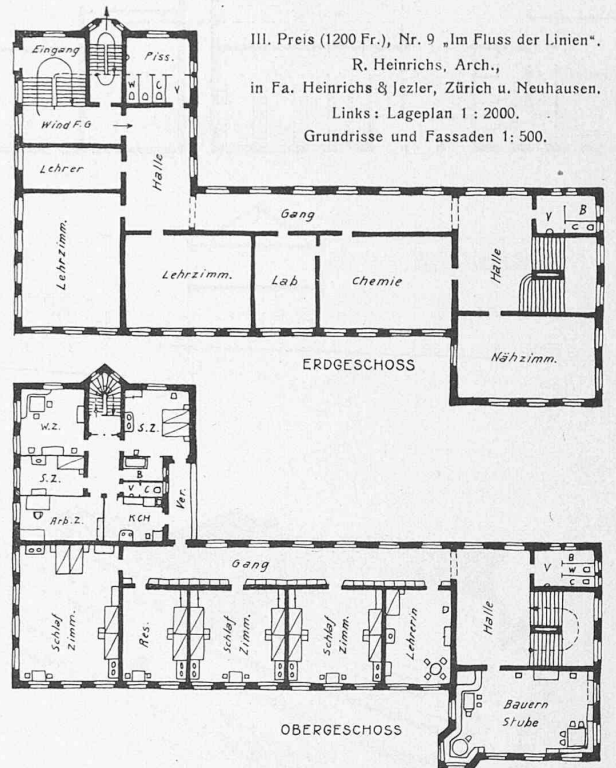 III. Preis (1200 Fr.), Nr. 9 „Im Fluss der Linien“.
R. Heinrichs, Arch.,
in Fa. Heinrichs & Jezler, Zürich u. Neuhausen.
Links: Lageplan 1 : 2000.
Grundrisse und Fassaden 1: 500.
Eingang
Piss.
W
C
V
Wind F.G
Lehrer
Halle
Lehrzimm.
Gang
Lehrzimm.
Lab
Chemie
Halle
V
B
C
Nähzimm.
ERDGESCHOSS
W.Z.
S.Z.
S.Z.
B
V C
Arb.Z.
KCH
Ver.
Gang
Schlaf
Zimm.
Res.
Schlaf
Zimm.
Schlaf
Zimm.
Lehrerin
Halle
V
B
W
C
Bauern
Stube
OBERGESCHOSS